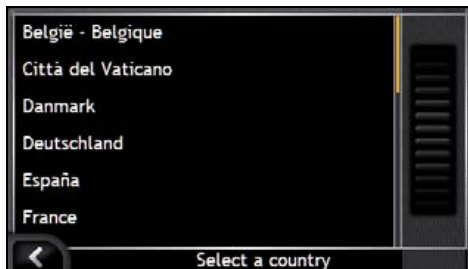 België - Belgique
Città del Vaticano
Danmark
Deutschland
España
France
Select a country